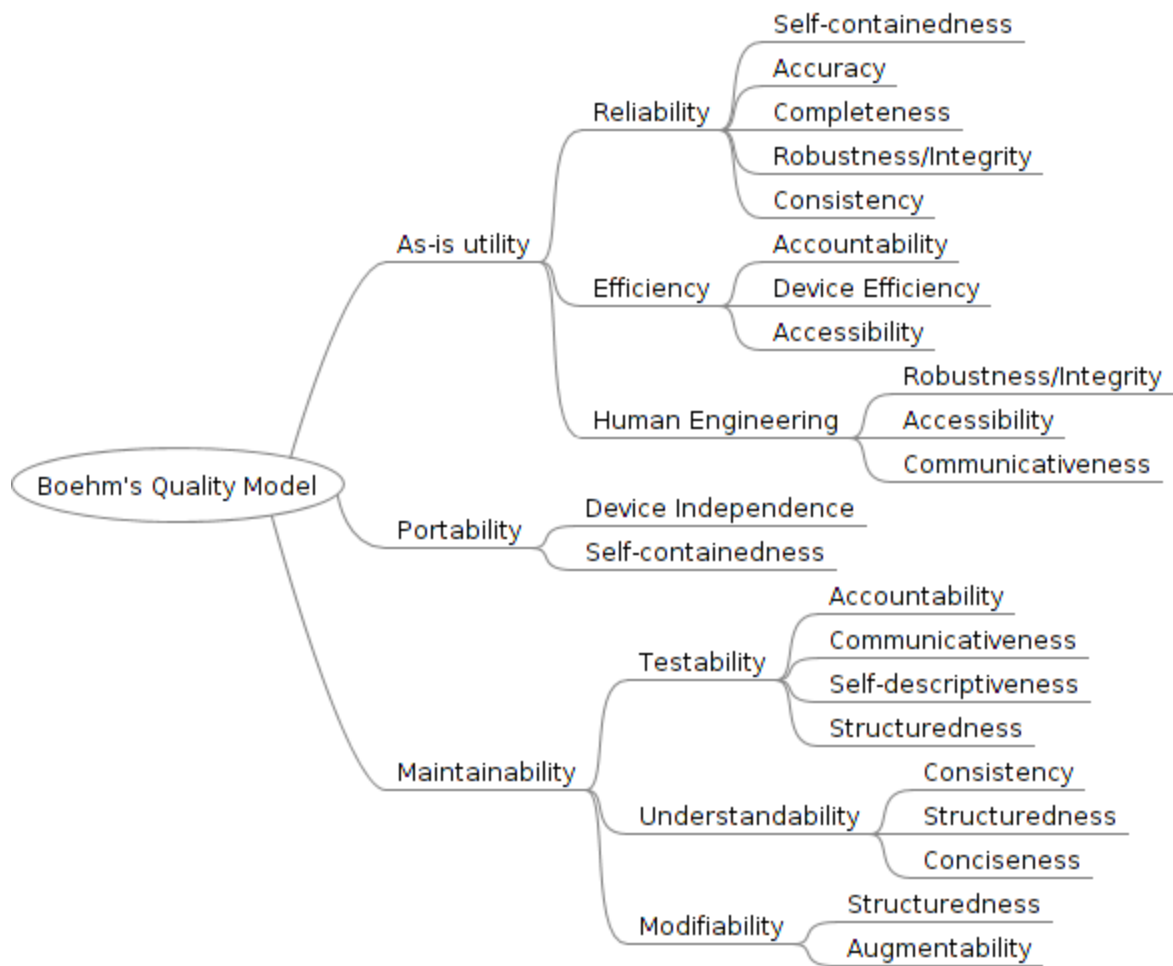 Boehm's Quality Model
As-is utility
Reliability
Self-containedness
Accuracy
Completeness
Robustness/Integrity
Consistency
Efficiency
Accountability
Device Efficiency
Accessibility
Human Engineering
Robustness/Integrity
Accessibility
Communicativeness
Portability
Device Independence
Self-containedness
Maintainability
Testability
Accountability
Communicativeness
Self-descriptiveness
Structuredness
Understandability
Consistency
Structuredness
Conciseness
Modifiability
Structuredness
Augmentability